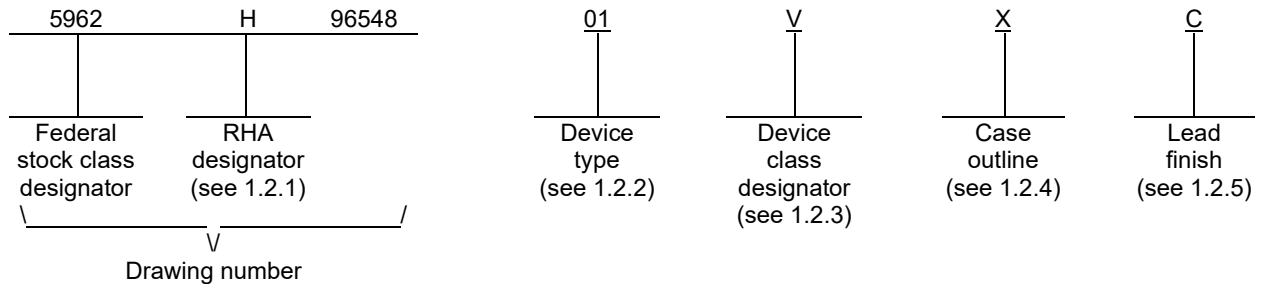 5962 H 96548 01 V X C
Federal stock class designator
RHA designator (see 1.2.1)
Device type (see 1.2.2)
Device class designator (see 1.2.3)
Case outline (see 1.2.4)
Lead finish (see 1.2.5)
\ /
\/
Drawing number